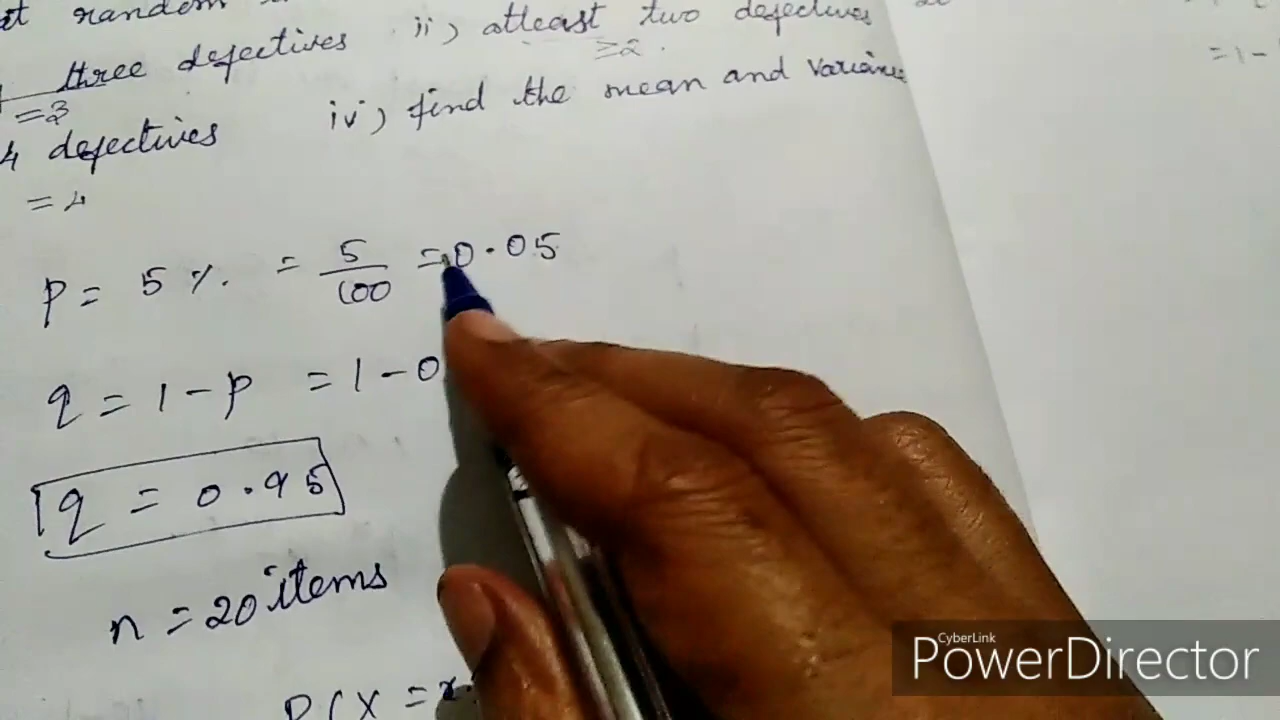 at random
three defectives ii) atleast two defectives
=3 ≥2.
4 defectives iv) find the mean and variance
= 4
p = 5 %. = 5/100 = 0.05
q = 1 - p = 1 - 0
q = 0.95
n = 20 items
P(X = x
= 1 -
CyberLink
PowerDirector